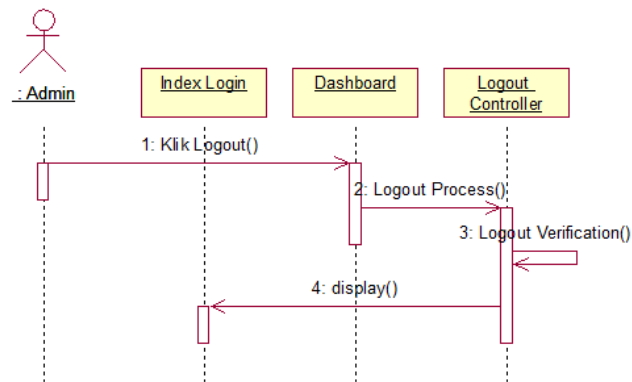 : Admin
Index Login
Dashboard
Logout
Controller
1: Klik Logout()
2: Logout Process()
3: Logout Verification()
4: display()